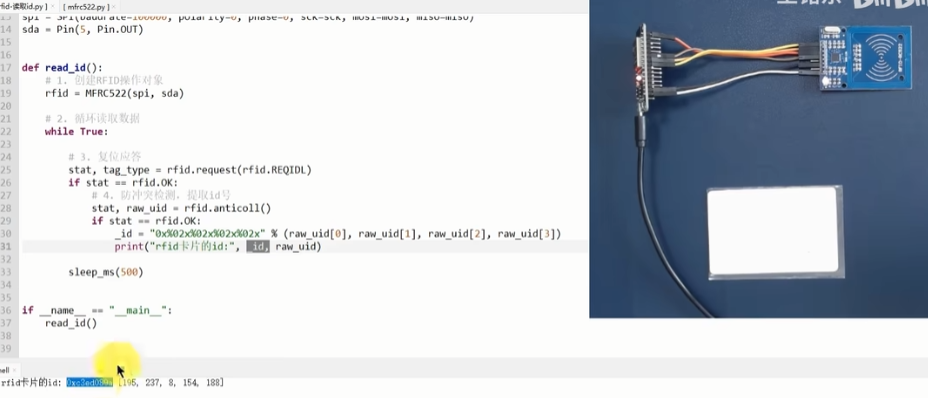 fid-读取id.py | × [ mfrc522.py ] ×
13 spi = SPI(baudrate=100000, polarity=0, phase=0, sck=sck, mosi=mosi, miso=miso)
14 sda = Pin(5, Pin.OUT)
15
16
17 def read_id():
18 # 1. 创建RFID操作对象
19 rfid = MFRC522(spi, sda)
20
21 # 2. 循环读取数据
22 while True:
23
24 # 3. 复位应答
25 stat, tag_type = rfid.request(rfid.REQIDL)
26 if stat == rfid.OK:
27 # 4. 防冲突检测，提取id号
28 stat, raw_uid = rfid.anticoll()
29 if stat == rfid.OK:
30 _id = "0x%02x%02x%02x%02x" % (raw_uid[0], raw_uid[1], raw_uid[2], raw_uid[3])
31 print("rfid卡片的id:", _id, raw_uid)
32
33 sleep_ms(500)
34
35
36 if __name__ == "__main__":
37 read_id()
38
39
ell ×
rfid卡片的id: [195, 237, 8, 154, 188]